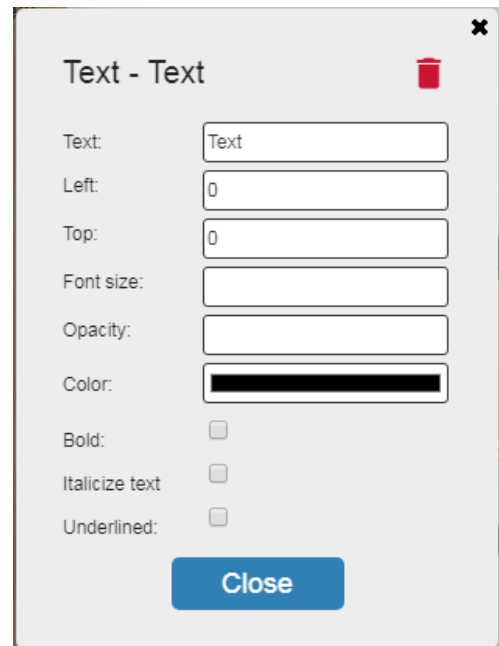 Text - Text
Text: Text
Left: 0
Top: 0
Font size:
Opacity:
Color:
Bold:
Italicize text
Underlined:
Close